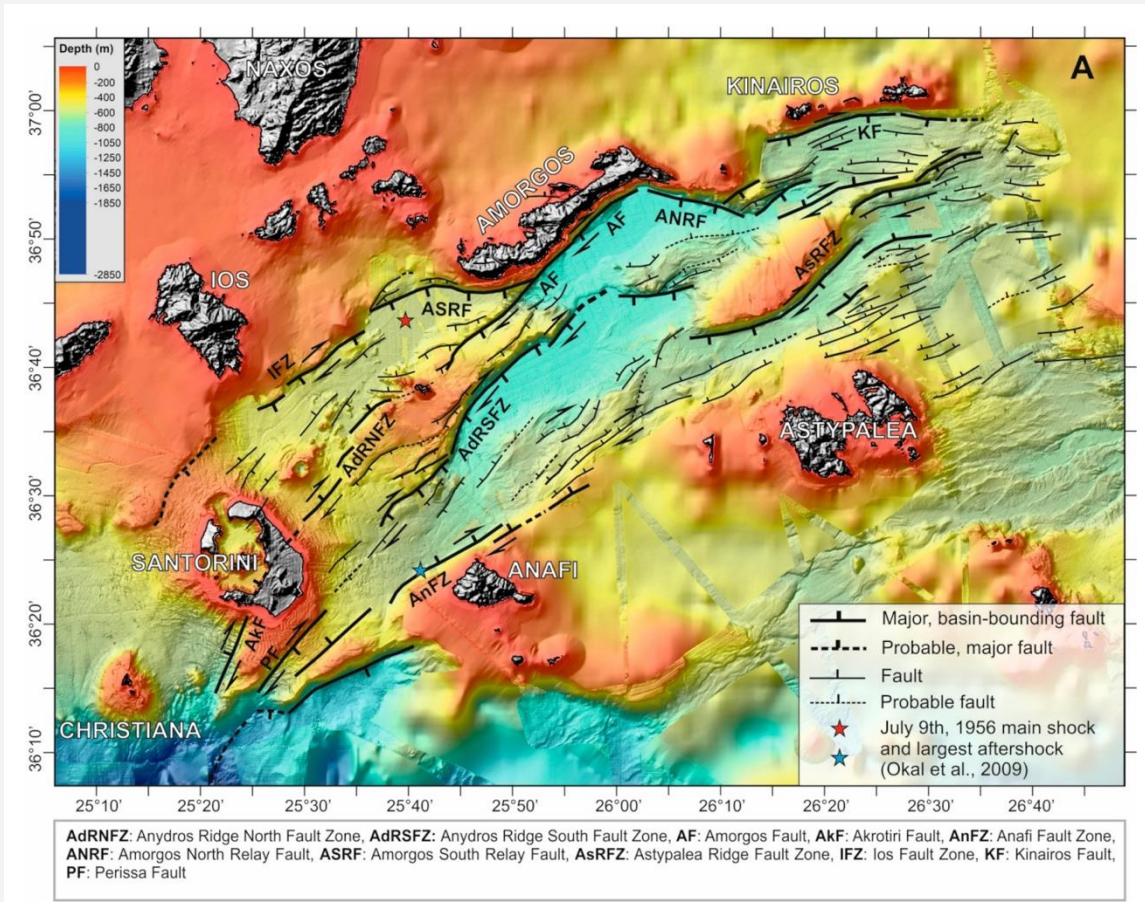 Depth (m)
0
-200
-400
-600
-800
-950
-1050
-1250
-1450
-1650
-1850
-2850
A
NAXOS
KINAIROS
KF
AMORGOS
AF
ANRF
IOS
AF
ASRF
AsRFZ
IFZ
AdRNFZ
AdRSFZ
ASTYPALEA
SANTORINI
AnFZ
ANAFI
AkF
PF
CHRISTIANA
37°00'
36°50'
36°40'
36°30'
36°20'
36°10'
25°10'
25°20'
25°30'
25°40'
25°50'
26°00'
26°10'
26°20'
26°30'
26°40'
Major, basin-bounding fault
Probable, major fault
Fault
Probable fault
July 9th, 1956 main shock
and largest aftershock
(Okal et al., 2009)
AdRNFZ: Anydros Ridge North Fault Zone, AdRSFZ: Anydros Ridge South Fault Zone, AF: Amorgos Fault, AkF: Akrotiri Fault, AnFZ: Anafi Fault Zone,
ANRF: Amorgos North Relay Fault, ASRF: Amorgos South Relay Fault, AsRFZ: Astypalea Ridge Fault Zone, IFZ: Ios Fault Zone, KF: Kinairos Fault,
PF: Perissa Fault